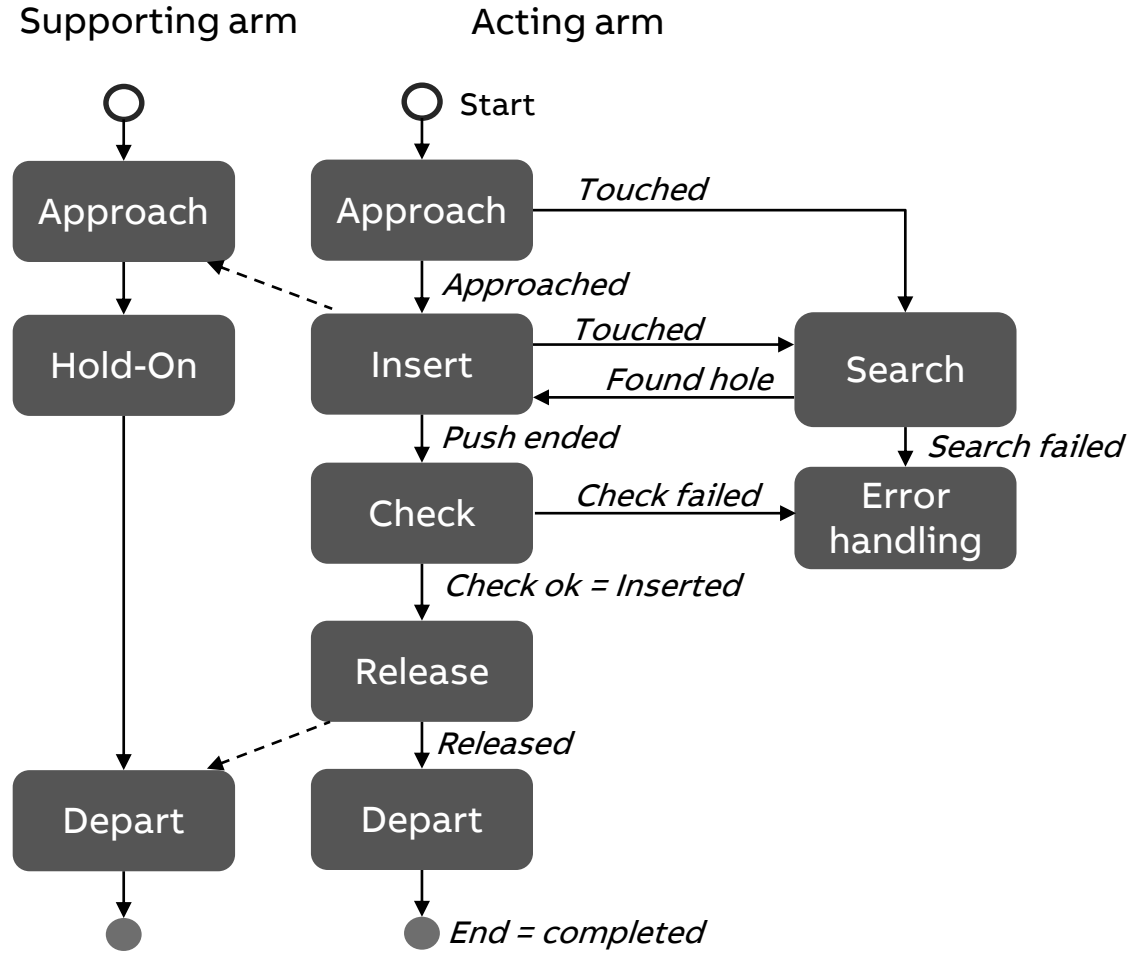 Supporting arm
Acting arm
Start
Approach
Approach
Touched
Approached
Hold-On
Insert
Touched
Found hole
Search
Push ended
Search failed
Check
Check failed
Error
handling
Check ok = Inserted
Release
Released
Depart
Depart
End = completed